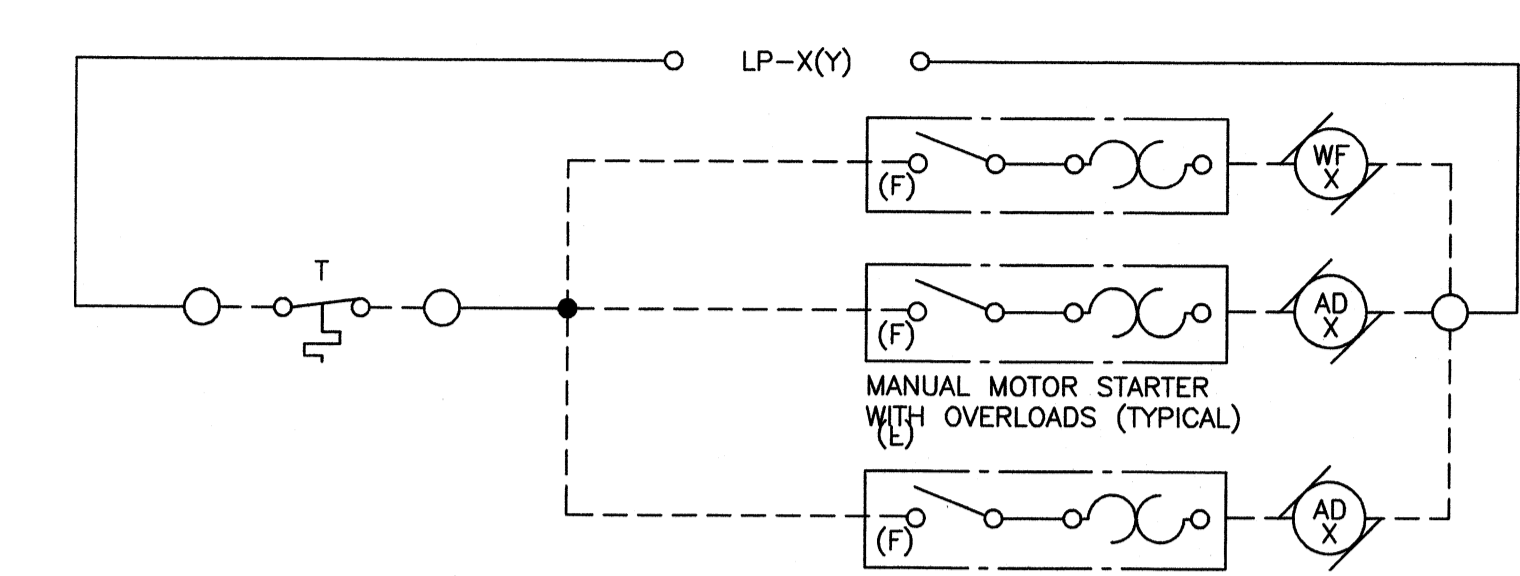 LP-X(Y)
(F)
WF
X
T
(F)
AD
X
MANUAL MOTOR STARTER
WITH OVERLOADS (TYPICAL)
(E)
(F)
AD
X